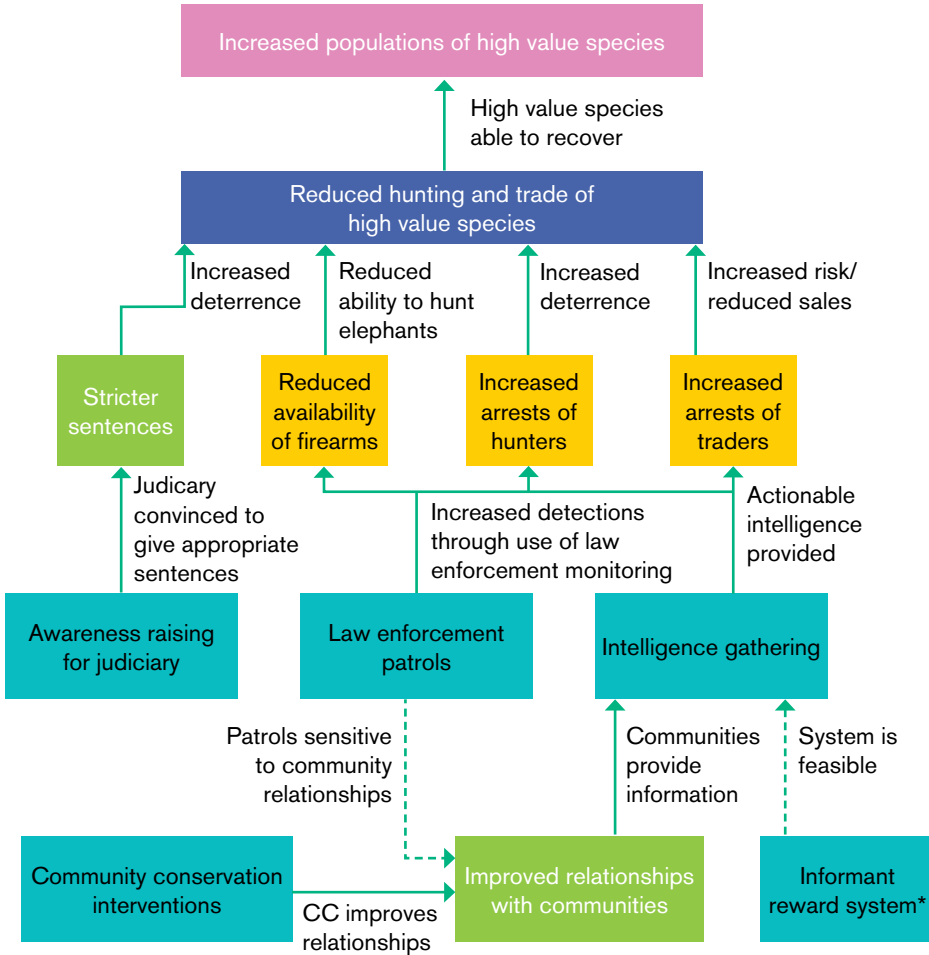 Increased populations of high value species
High value species
able to recover
Reduced hunting and trade of
high value species
Increased
deterrence
Reduced
ability to hunt
elephants
Increased
deterrence
Increased risk/
reduced sales
Stricter
sentences
Reduced
availability
of firearms
Increased
arrests of
hunters
Increased
arrests of
traders
Judicary
convinced to
give appropriate
sentences
Increased detections
through use of law
enforcement monitoring
Actionable
intelligence
provided
Awareness raising
for judiciary
Law enforcement
patrols
Intelligence gathering
Patrols sensitive
to community
relationships
Communities
provide
information
System is
feasible
Community conservation
interventions
CC improves
relationships
Improved relationships
with communities
Informant
reward system*